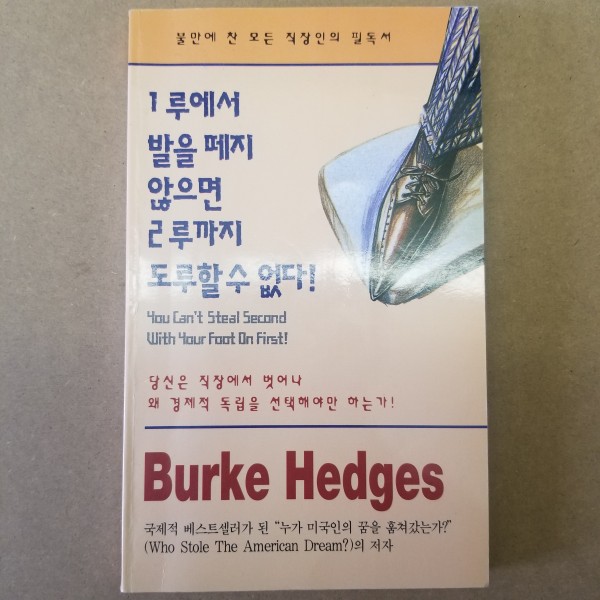 불만에 찬 모든 직장인의 필독서
1루에서
발을 떼지
않으면
2루까지
도루할 수 없다!
You Can't Steal Second
With Your Foot On First!
당신은 직장에서 벗어나
왜 경제적 독립을 선택해야만 하는가!
Burke Hedges
국제적 베스트셀러가 된 "누가 미국인의 꿈을 훔쳐갔는가?"
(Who Stole The American Dream?)의 저자